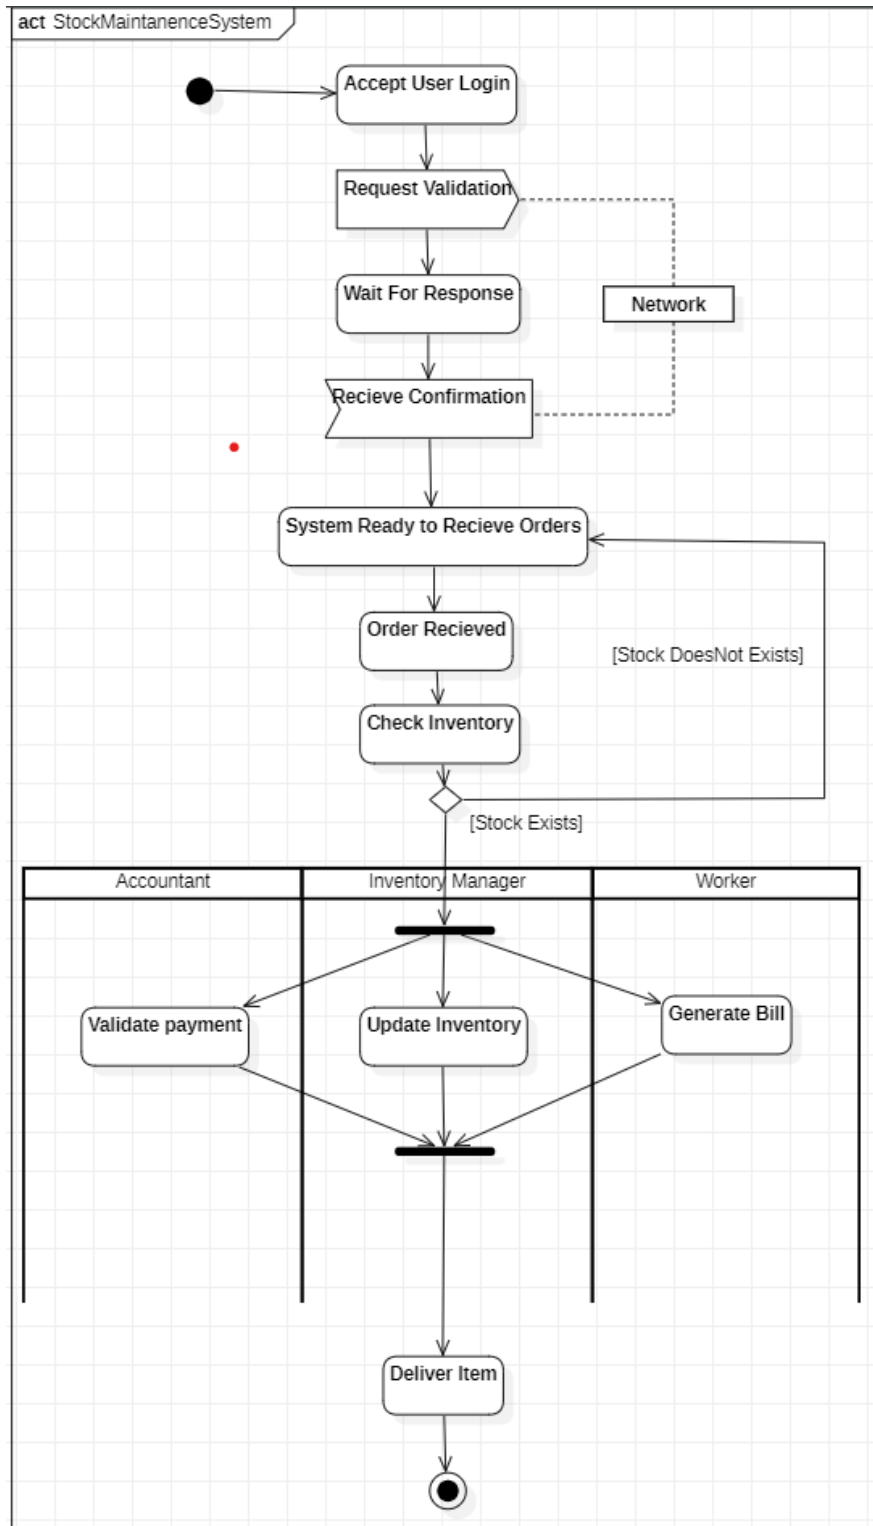 act StockMaintanenceSystem
Accept User Login
Request Validation
Wait For Response
Network
Recieve Confirmation
System Ready to Recieve Orders
Order Recieved
[Stock DoesNot Exists]
Check Inventory
[Stock Exists]
Accountant
Inventory Manager
Worker
Validate payment
Update Inventory
Generate Bill
Deliver Item